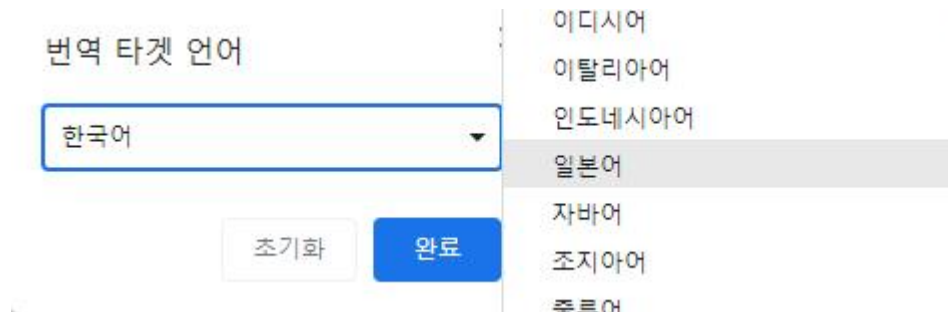 번역 타겟 언어
한국어
초기화
완료
이디시어
이탈리아어
인도네시아어
일본어
자바어
조지아어